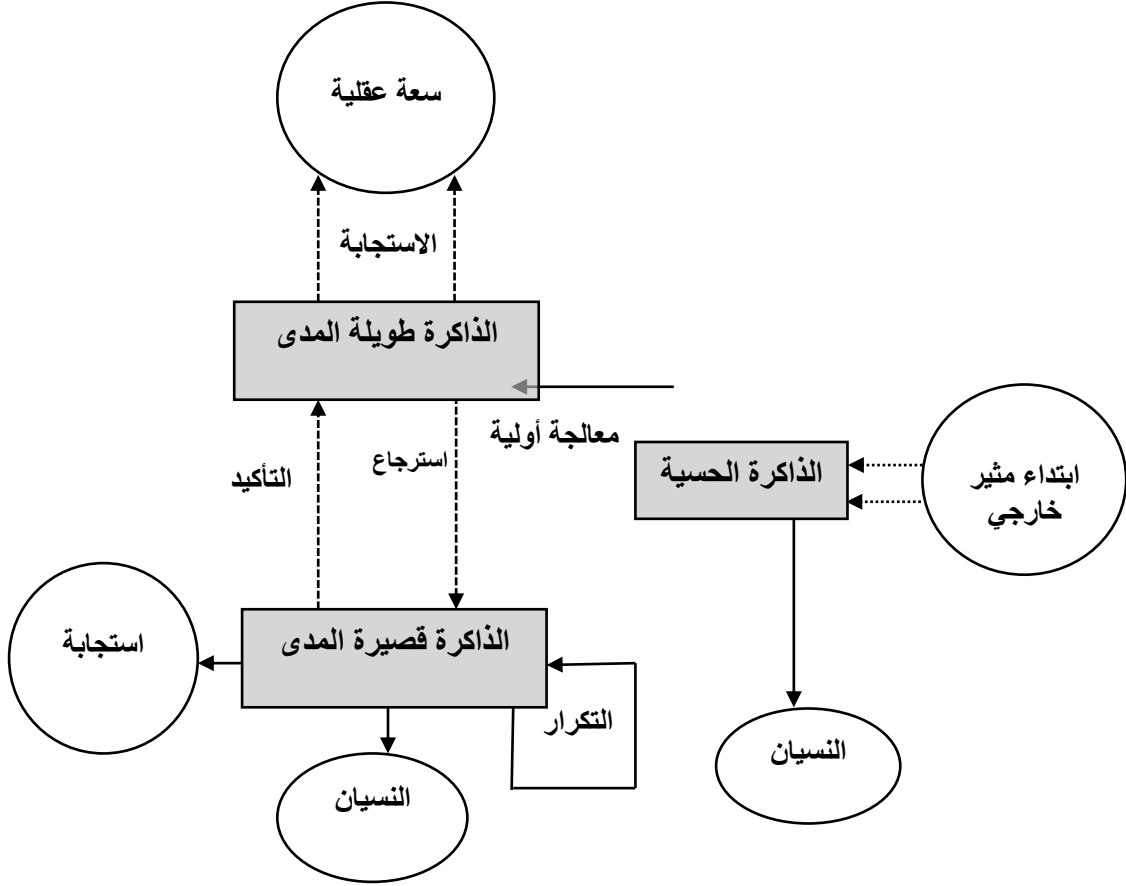 سعة عقلية
الاستجابة
الذاكرة طويلة المدى
معالجة أولية
استرجاع
التأكيد
الذاكرة الحسية
ابتداء مثير
خارجي
الذاكرة قصيرة المدى
استجابة
التكرار
النسيان
النسيان